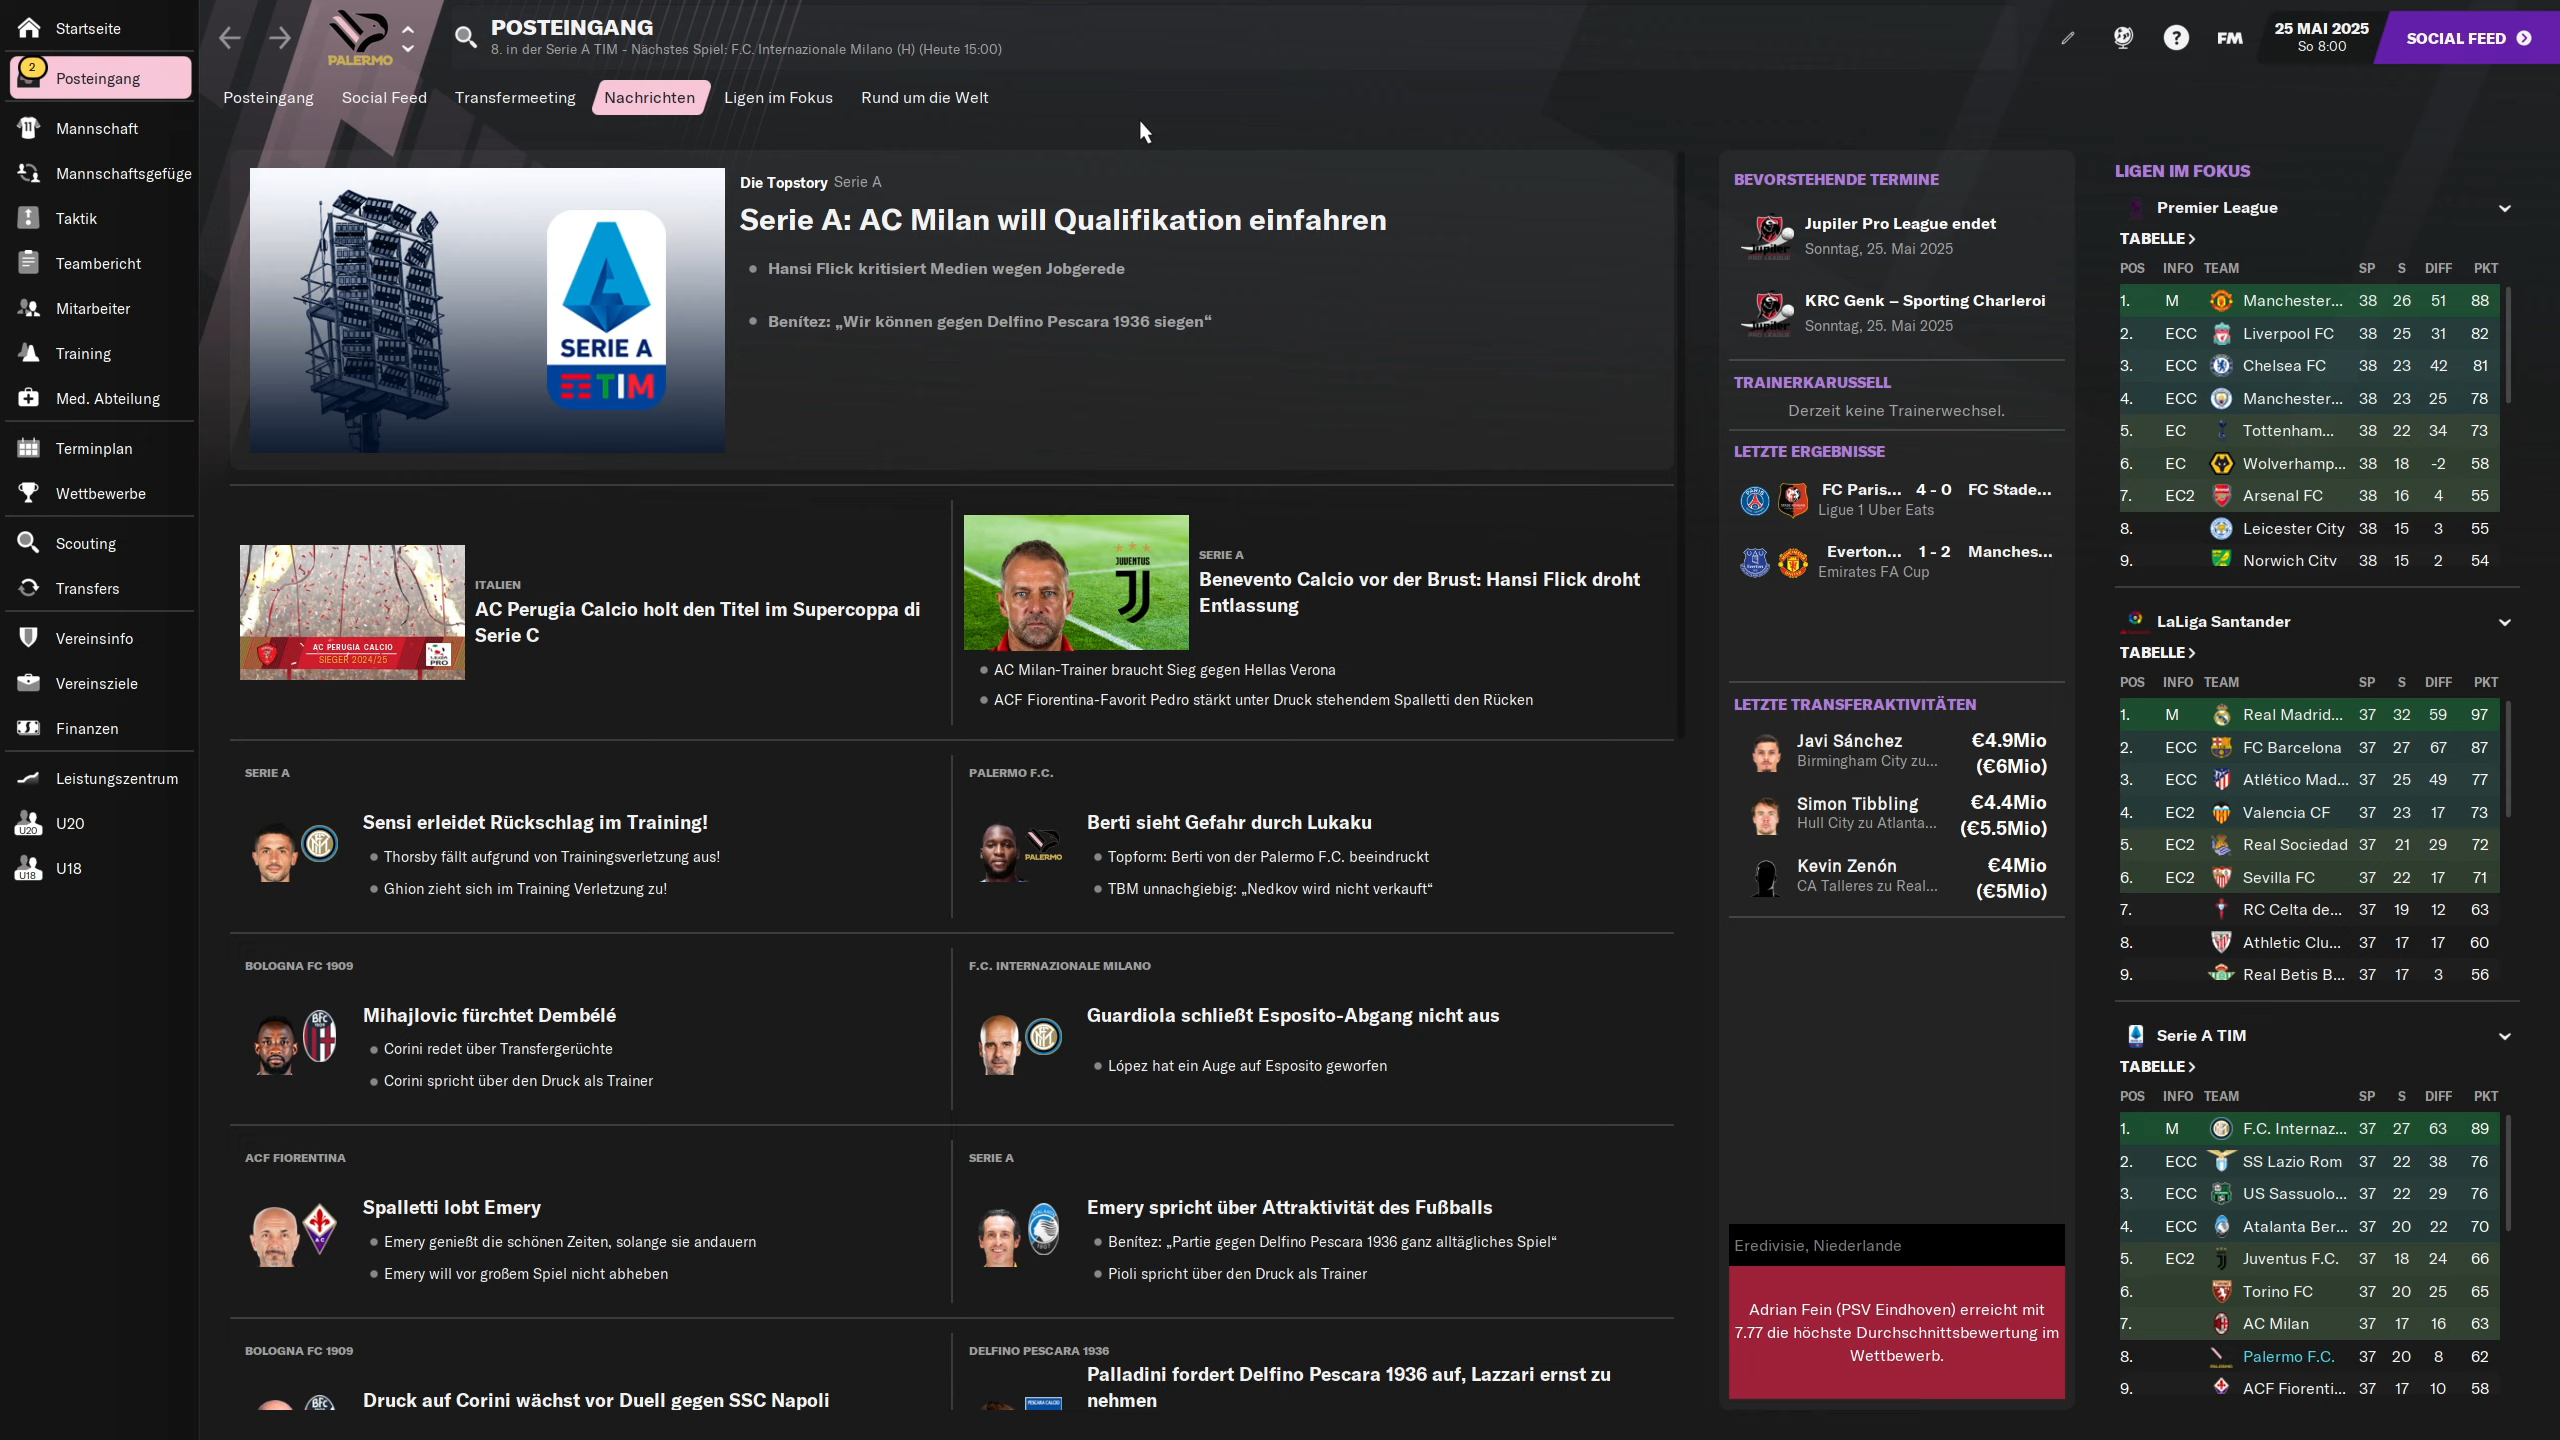 Startseite
2
Posteingang
Mannschaft
Mannschaftsgefüge
Taktik
Teambericht
Mitarbeiter
Training
Med. Abteilung
Terminplan
Wettbewerbe
Scouting
Transfers
Vereinsinfo
Vereinsziele
Finanzen
Leistungszentrum
U20 U20
U18 U18
PALERMO
POSTEINGANG
8. in der Serie A TIM - Nächstes Spiel: F.C. Internazionale Milano (H) (Heute 15:00)
FM
25 MAI 2025
So 8:00
SOCIAL FEED
Posteingang Social Feed Transfermeeting Nachrichten Ligen im Fokus Rund um die Welt
SERIE A
TIM
Die Topstory Serie A
Serie A: AC Milan will Qualifikation einfahren
Hansi Flick kritisiert Medien wegen Jobgerede
Benítez: „Wir können gegen Delfino Pescara 1936 siegen“
AC PERUGIA CALCIO
SIEGER 2024/25
PRO
ITALIEN
AC Perugia Calcio holt den Titel im Supercoppa di
Serie C
JUVENTUS
SERIE A
Benevento Calcio vor der Brust: Hansi Flick droht
Entlassung
AC Milan-Trainer braucht Sieg gegen Hellas Verona
ACF Fiorentina-Favorit Pedro stärkt unter Druck stehendem Spalletti den Rücken
SERIE A
Sensi erleidet Rückschlag im Training!
Thorsby fällt aufgrund von Trainingsverletzung aus!
Ghion zieht sich im Training Verletzung zu!
PALERMO F.C.
PALERMO
Berti sieht Gefahr durch Lukaku
Topform: Berti von der Palermo F.C. beeindruckt
TBM unnachgiebig: „Nedkov wird nicht verkauft“
BOLOGNA FC 1909
Mihajlovic fürchtet Dembélé
Corini redet über Transfergerüchte
Corini spricht über den Druck als Trainer
F.C. INTERNAZIONALE MILANO
Guardiola schließt Esposito-Abgang nicht aus
López hat ein Auge auf Esposito geworfen
ACF FIORENTINA
Spalletti lobt Emery
Emery genießt die schönen Zeiten, solange sie andauern
Emery will vor großem Spiel nicht abheben
SERIE A
Emery spricht über Attraktivität des Fußballs
Benítez: „Partie gegen Delfino Pescara 1936 ganz alltägliches Spiel“
Pioli spricht über den Druck als Trainer
BOLOGNA FC 1909
Druck auf Corini wächst vor Duell gegen SSC Napoli
DELFINO PESCARA 1936
Palladini fordert Delfino Pescara 1936 auf, Lazzari ernst zu
nehmen
BEVORSTEHENDE TERMINE
Jupiler Pro League endet
Sonntag, 25. Mai 2025
KRC Genk – Sporting Charleroi
Sonntag, 25. Mai 2025
TRAINERKARUSSELL
Derzeit keine Trainerwechsel.
LETZTE ERGEBNISSE
FC Paris... 4 - 0 FC Stade...
Ligue 1 Uber Eats
Everton... 1 - 2 Manches...
Emirates FA Cup
LETZTE TRANSFERAKTIVITÄTEN
Javi Sánchez €4.9Mio
Birmingham City zu... (€6Mio)
Simon Tibbling €4.4Mio
Hull City zu Atlanta... (€5.5Mio)
Kevin Zenón €4Mio
CA Talleres zu Real... (€5Mio)
Eredivisie, Niederlande
Adrian Fein (PSV Eindhoven) erreicht mit
7.77 die höchste Durchschnittsbewertung im
Wettbewerb.
LIGEN IM FOKUS
Premier League
TABELLE
POS INFO TEAM SP S DIFF PKT
1. M Manchester... 38 26 51 88
2. ECC Liverpool FC 38 25 31 82
3. ECC Chelsea FC 38 23 42 81
4. ECC Manchester... 38 23 25 78
5. EC Tottenham... 38 22 34 73
6. EC Wolverhamp... 38 18 -2 58
7. EC2 Arsenal FC 38 16 4 55
8. Leicester City 38 15 3 55
9. Norwich City 38 15 2 54
LaLiga Santander
TABELLE
POS INFO TEAM SP S DIFF PKT
1. M Real Madrid... 37 32 59 97
2. ECC FC Barcelona 37 27 67 87
3. ECC Atlético Mad... 37 25 49 77
4. EC2 Valencia CF 37 23 17 73
5. EC2 Real Sociedad 37 21 29 72
6. EC2 Sevilla FC 37 22 17 71
7. RC Celta de... 37 19 12 63
8. Athletic Clu... 37 17 17 60
9. Real Betis B... 37 17 3 56
Serie A TIM
TABELLE
POS INFO TEAM SP S DIFF PKT
1. M F.C. Internaz... 37 27 63 89
2. ECC SS Lazio Rom 37 22 38 76
3. ECC US Sassuolo... 37 22 29 76
4. ECC Atalanta Ber... 37 20 22 70
5. EC2 Juventus F.C. 37 18 24 66
6. Torino FC 37 20 25 65
7. AC Milan 37 17 16 63
8. Palermo F.C. 37 20 8 62
9. ACF Fiorenti... 37 17 10 58